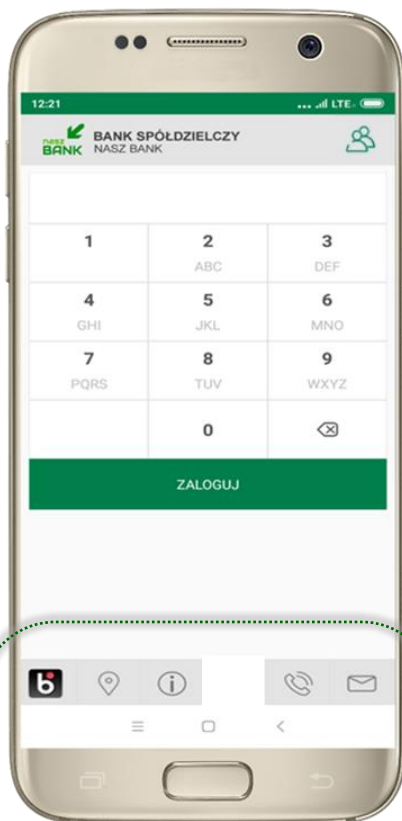 12:21
LTE
nasz BANK
BANK SPÓŁDZIELCZY
NASZ BANK
1
2
3
ABC
DEF
4
5
6
GHI
JKL
MNO
7
8
9
PQRS
TUV
WXYZ
0
ZALOGUJ
b
i